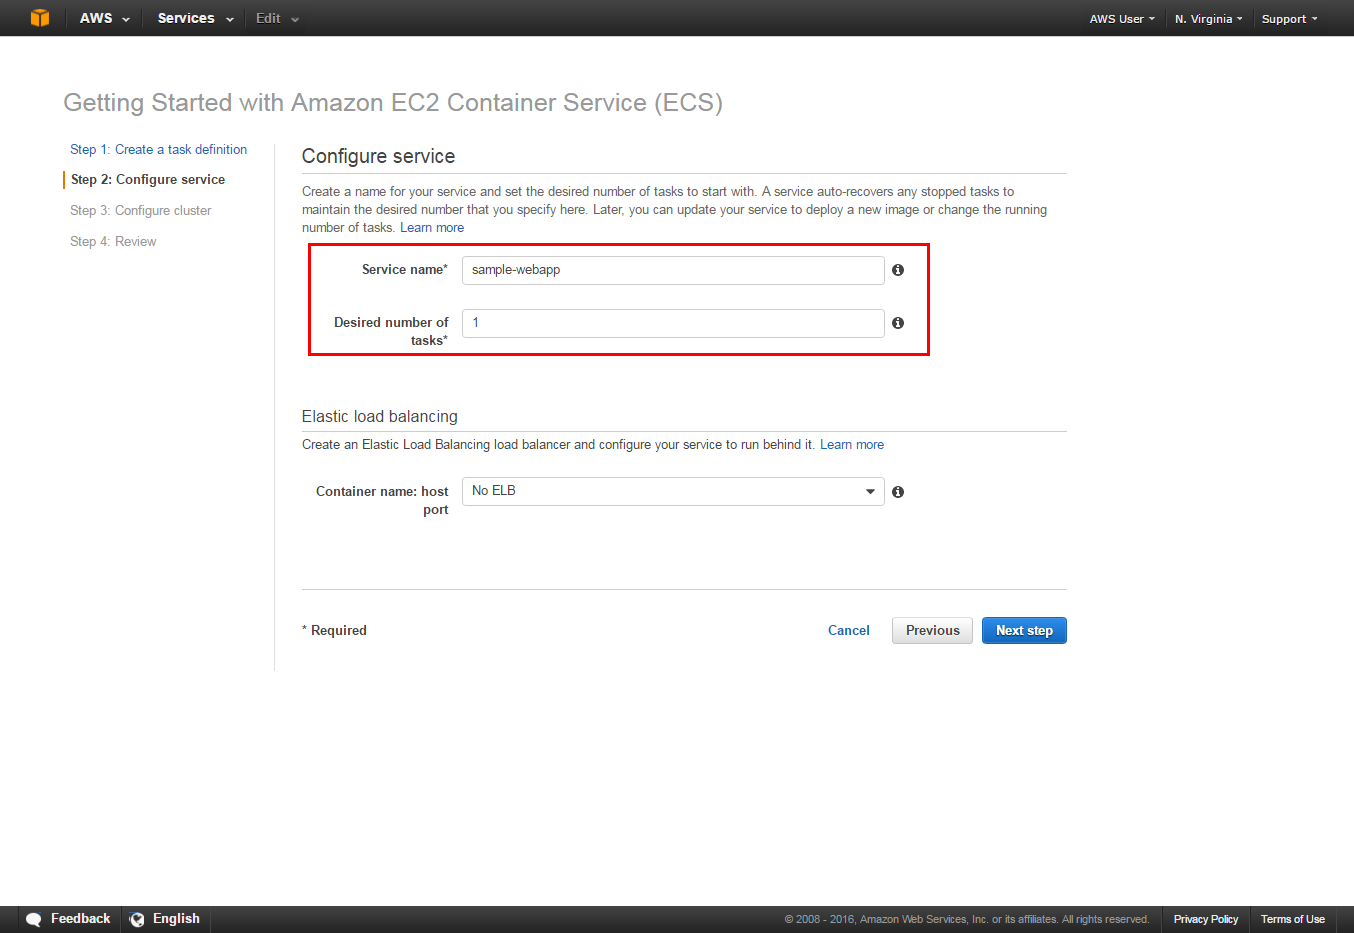 AWS Services Edit AWS User N. Virginia Support
Getting Started with Amazon EC2 Container Service (ECS)
Step 1: Create a task definition
Step 2: Configure service
Step 3: Configure cluster
Step 4: Review
Configure service
Create a name for your service and set the desired number of tasks to start with. A service auto-recovers any stopped tasks to
maintain the desired number that you specify here. Later, you can update your service to deploy a new image or change the running
number of tasks. Learn more
Service name* sample-webapp
Desired number of
tasks*
1
Elastic load balancing
Create an Elastic Load Balancing load balancer and configure your service to run behind it. Learn more
Container name: host
port
No ELB
* Required
Cancel Previous Next step
Feedback English © 2008 - 2016, Amazon Web Services, Inc. or its affiliates. All rights reserved. Privacy Policy Terms of Use